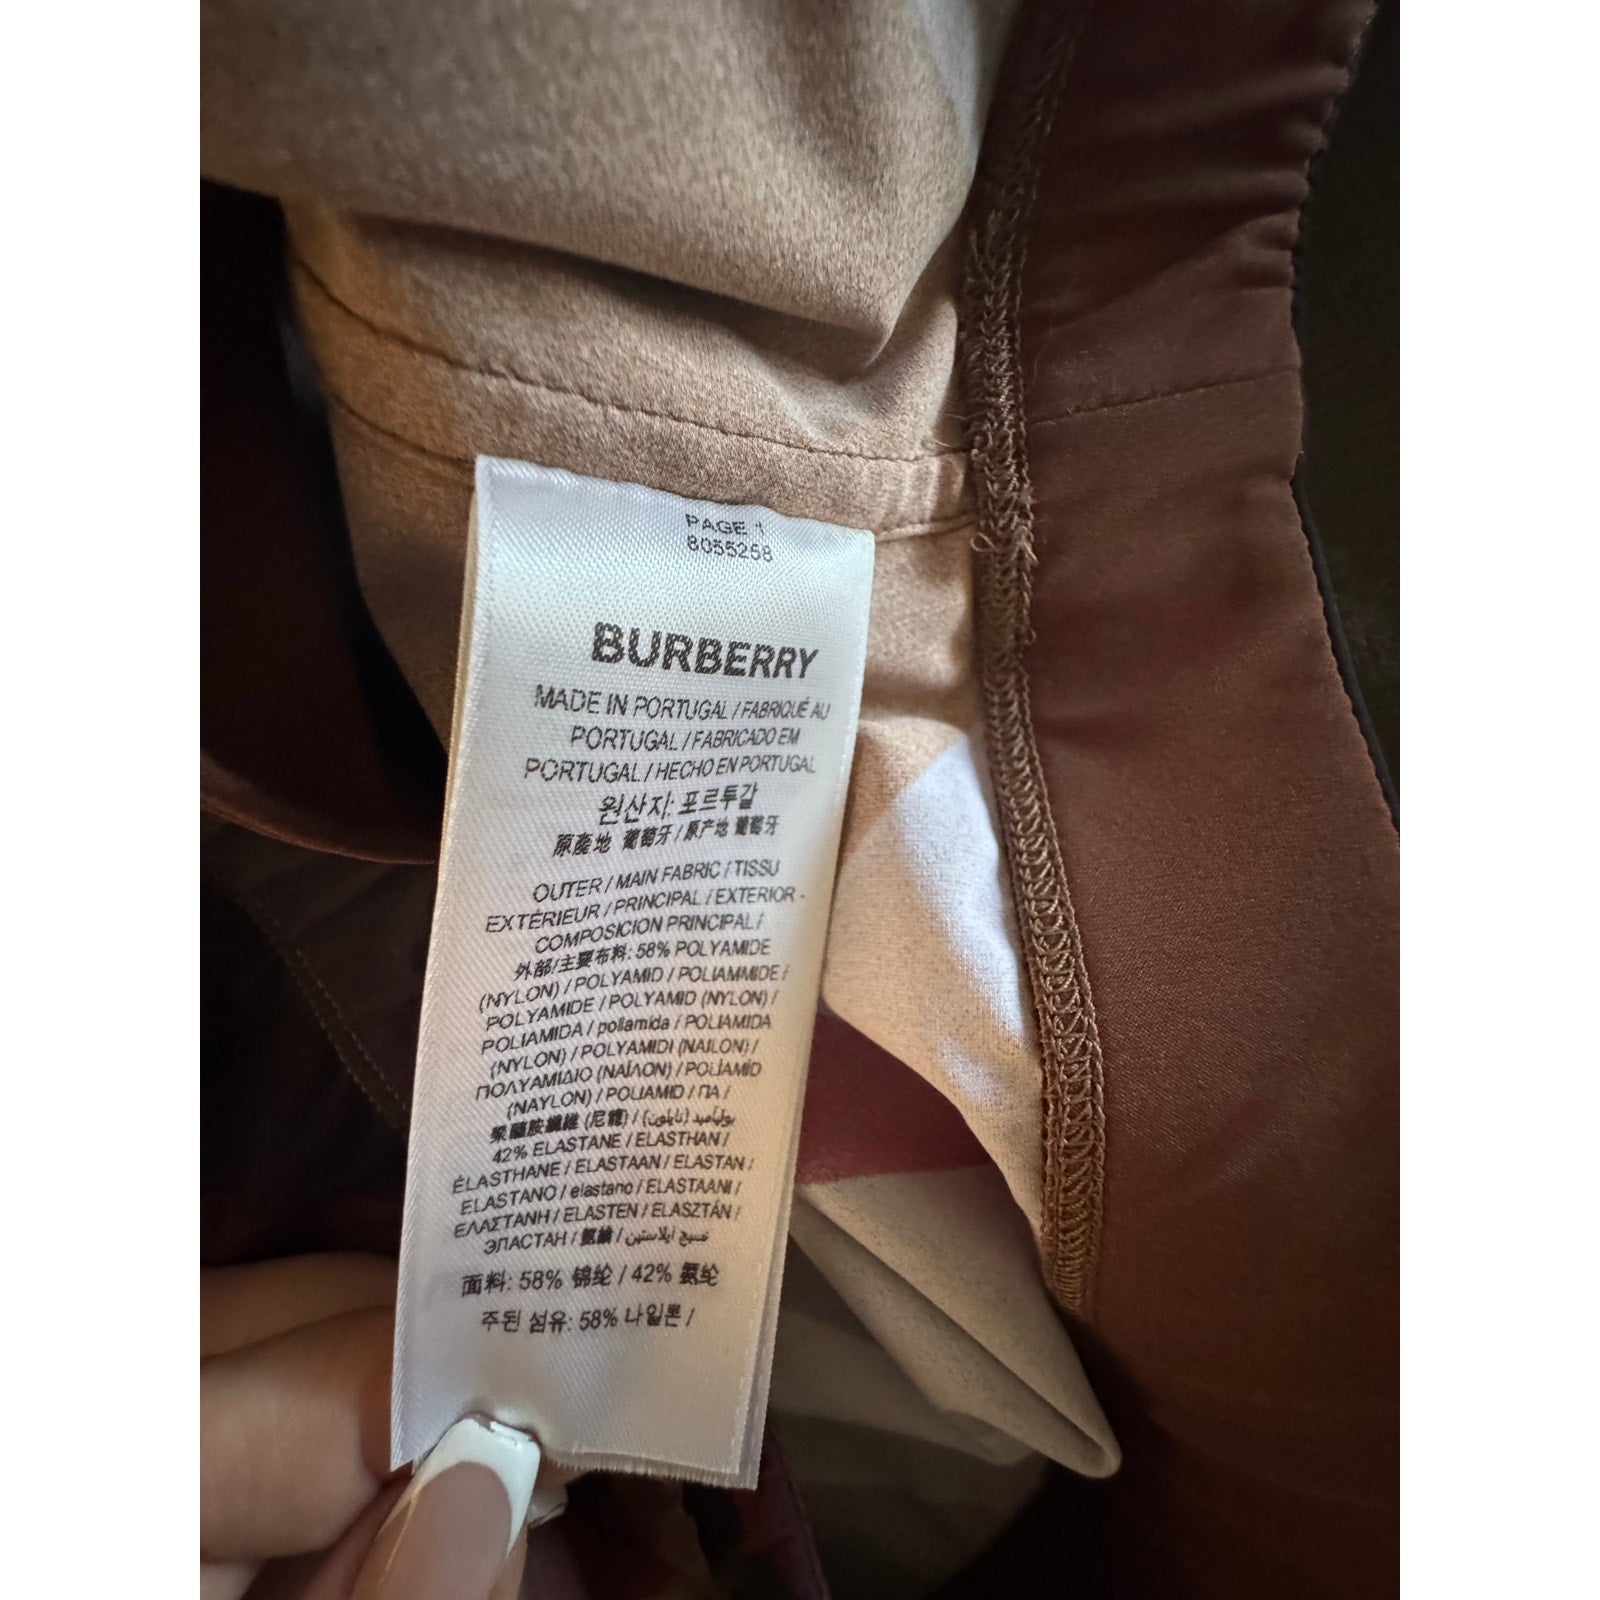 PAGE 1
8055258
BURBERRY
MADE IN PORTUGAL / FABRIQUÉ AU
PORTUGAL / FABRICADO EM
PORTUGAL / HECHO EN PORTUGAL
원산지: 포르투갈
原產地 葡萄牙 / 原产地 葡萄牙
OUTER / MAIN FABRIC / TISSU
EXTÉRIEUR / PRINCIPAL / EXTERIOR -
COMPOSICION PRINCIPAL /
外部/主要布料: 58% POLYAMIDE
(NYLON) / POLYAMID / POLIAMMIDE /
POLYAMIDE / POLYAMID (NYLON) /
POLIAMIDA / poliamida / POLIAMIDA
(NYLON) / POLYAMIDI (NAILON) /
ΠΟΛΥΑΜΙΔΙΟ (ΝΑΪΛΟΝ) / POLÍAMÍD
(NAYLON) / POLIAMID / ПА /
聚醯胺纖維 (尼龍) / بولياميد (نايلون) /
42% ELASTANE / ELASTHAN /
ÉLASTHANE / ELASTAAN / ELASTAN /
ELASTANO / elastano / ELASTAANI /
ΕΛΑΣΤΑΝΗ / ELASTEN / ELASZTÁN /
ЭЛАСТАН / 氨綸 / نسيج إيلاستين
面料: 58% 锦纶 / 42% 氨纶
주된 섬유: 58% 나일론 /